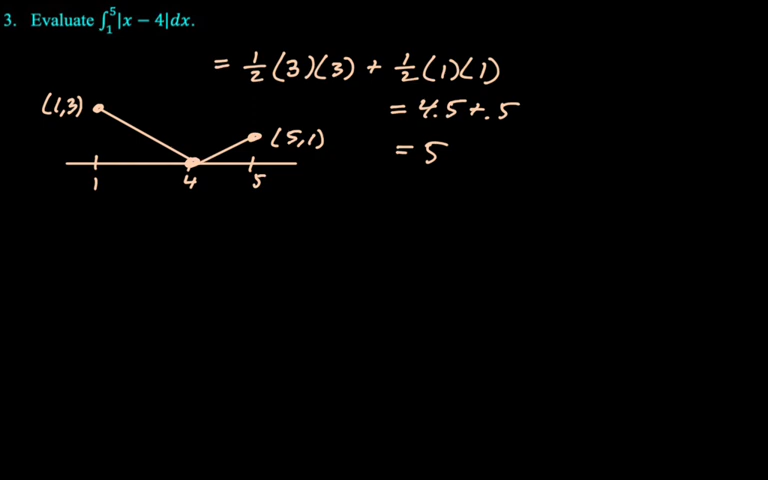 3. Evaluate ∫₁⁵|x − 4|dx.
= 1/2 (3)(3) + 1/2 (1)(1)
(1,3)
= 4.5 + .5
(5,1)
= 5
1 4 5